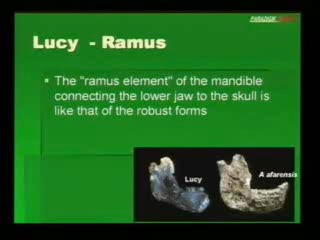 PARADIGM
Lucy - Ramus
The "ramus element" of the mandible
connecting the lower jaw to the skull is
like that of the robust forms
Lucy
A afarensis